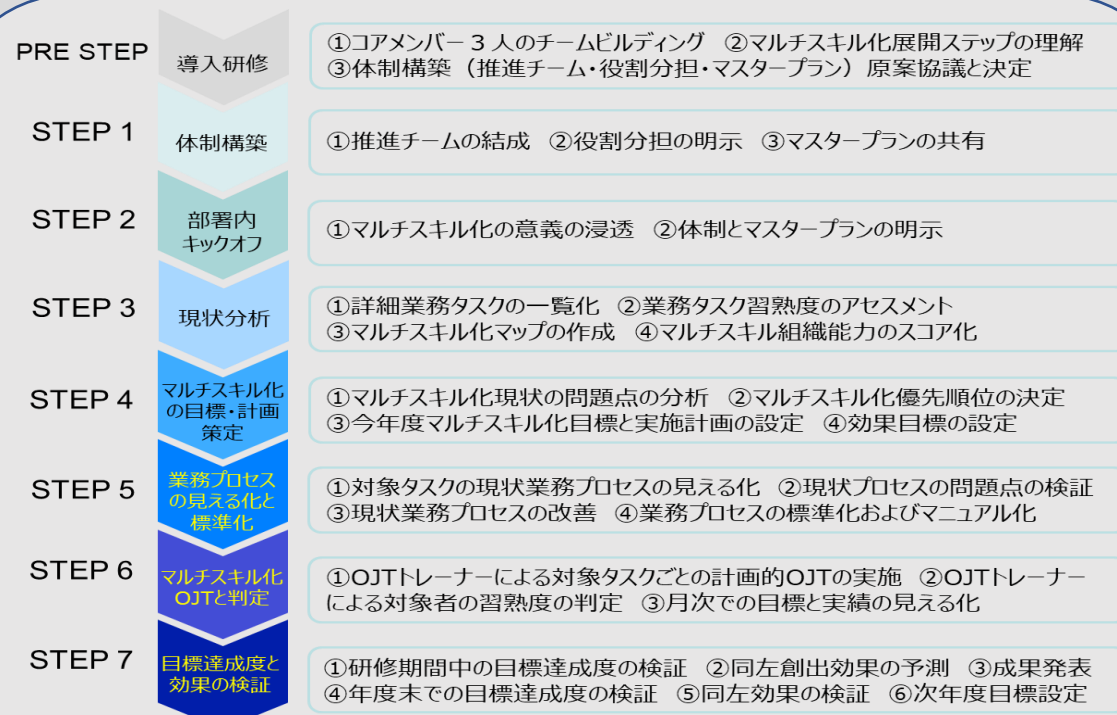 PRE STEP
導入研修
①コアメンバー３人のチームビルディング ②マルチスキル化展開ステップの理解
③体制構築（推進チーム・役割分担・マスタープラン）原案協議と決定
STEP 1
体制構築
①推進チームの結成 ②役割分担の明示 ③マスタープランの共有
STEP 2
部署内
キックオフ
①マルチスキル化の意義の浸透 ②体制とマスタープランの明示
STEP 3
現状分析
①詳細業務タスクの一覧化 ②業務タスク習熟度のアセスメント
③マルチスキル化マップの作成 ④マルチスキル組織能力のスコア化
STEP 4
マルチスキル化
の目標・計画
策定
①マルチスキル化現状の問題点の分析 ②マルチスキル化優先順位の決定
③今年度マルチスキル化目標と実施計画の設定 ④効果目標の設定
STEP 5
業務プロセス
の見える化と
標準化
①対象タスクの現状業務プロセスの見える化 ②現状プロセスの問題点の検証
③現状業務プロセスの改善 ④業務プロセスの標準化およびマニュアル化
STEP 6
マルチスキル化
OJTと判定
①OJTトレーナーによる対象タスクごとの計画的OJTの実施 ②OJTトレーナー
による対象者の習熟度の判定 ③月次での目標と実績の見える化
STEP 7
目標達成度と
効果の検証
①研修期間中の目標達成度の検証 ②同左創出効果の予測 ③成果発表
④年度末での目標達成度の検証 ⑤同左効果の検証 ⑥次年度目標設定